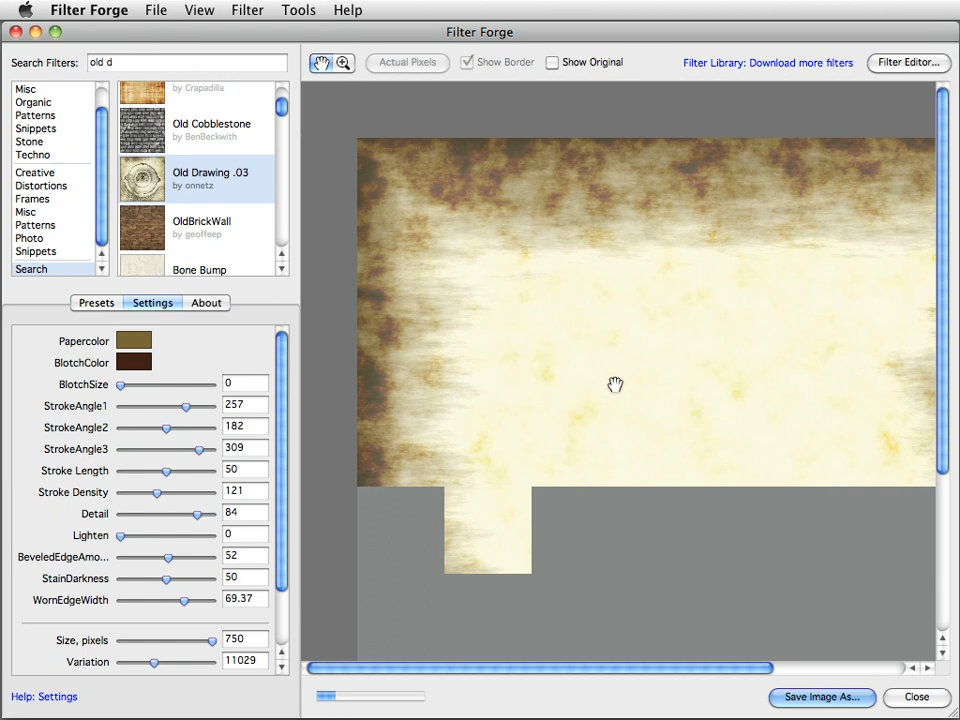 Filter Forge File View Filter Tools Help
Filter Forge
Search Filters: old d
Actual Pixels Show Border Show Original Filter Library: Download more filters Filter Editor...
Misc
Organic
Patterns
Snippets
Stone
Techno
Creative
Distortions
Frames
Misc
Patterns
Photo
Snippets
Search
by Crapadilla
Old Cobblestone
by BenBeckwith
Old Drawing .03
by onnetz
OldBrickWall
by geoffeep
Bone Bump
Presets Settings About
Papercolor
BlotchColor
BlotchSize 0
StrokeAngle1 257
StrokeAngle2 182
StrokeAngle3 309
Stroke Length 50
Stroke Density 121
Detail 84
Lighten 0
BeveledEdgeAmo... 52
StainDarkness 50
WornEdgeWidth 69.37
Size, pixels 750
Variation 11029
Help: Settings
Save Image As... Close